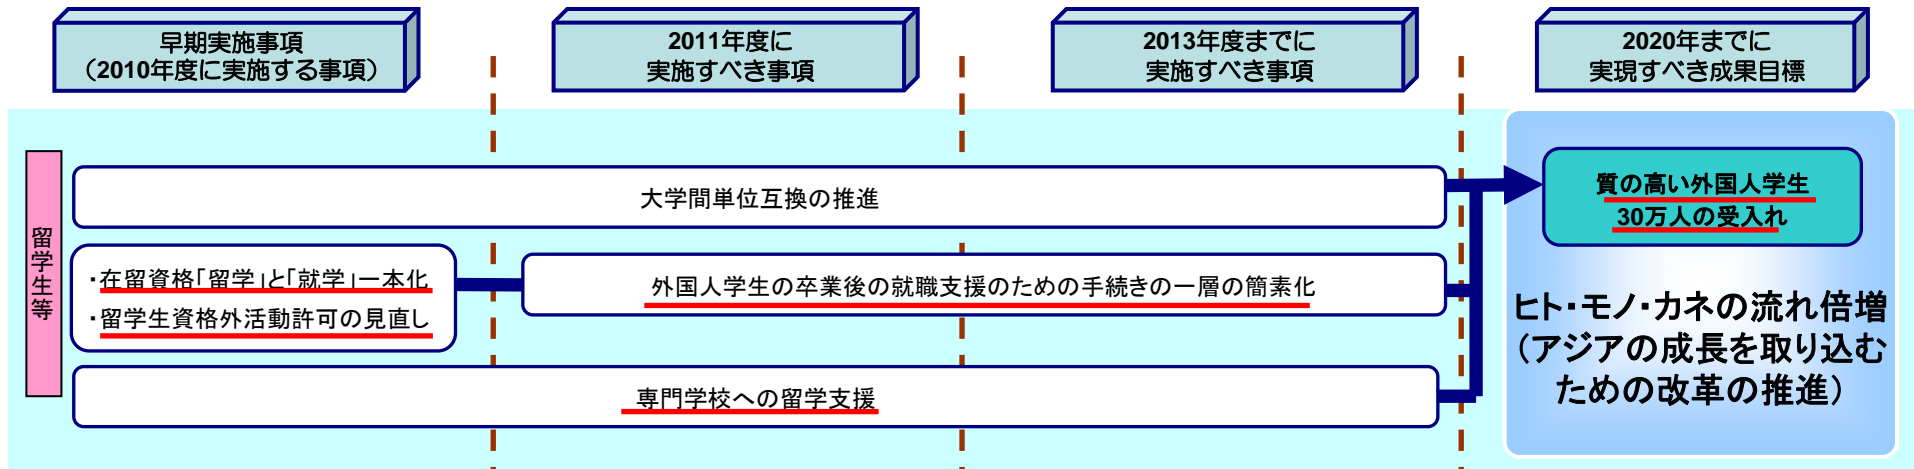 早期実施事項
（2010年度に実施する事項）
2011年度に
実施すべき事項
2013年度までに
実施すべき事項
2020年までに
実現すべき成果目標
留学生等
大学間単位互換の推進
・在留資格「留学」と「就学」一本化
・留学生資格外活動許可の見直し
外国人学生の卒業後の就職支援のための手続きの一層の簡素化
専門学校への留学支援
質の高い外国人学生
30万人の受入れ
ヒト・モノ・カネの流れ倍増
（アジアの成長を取り込む
ための改革の推進）